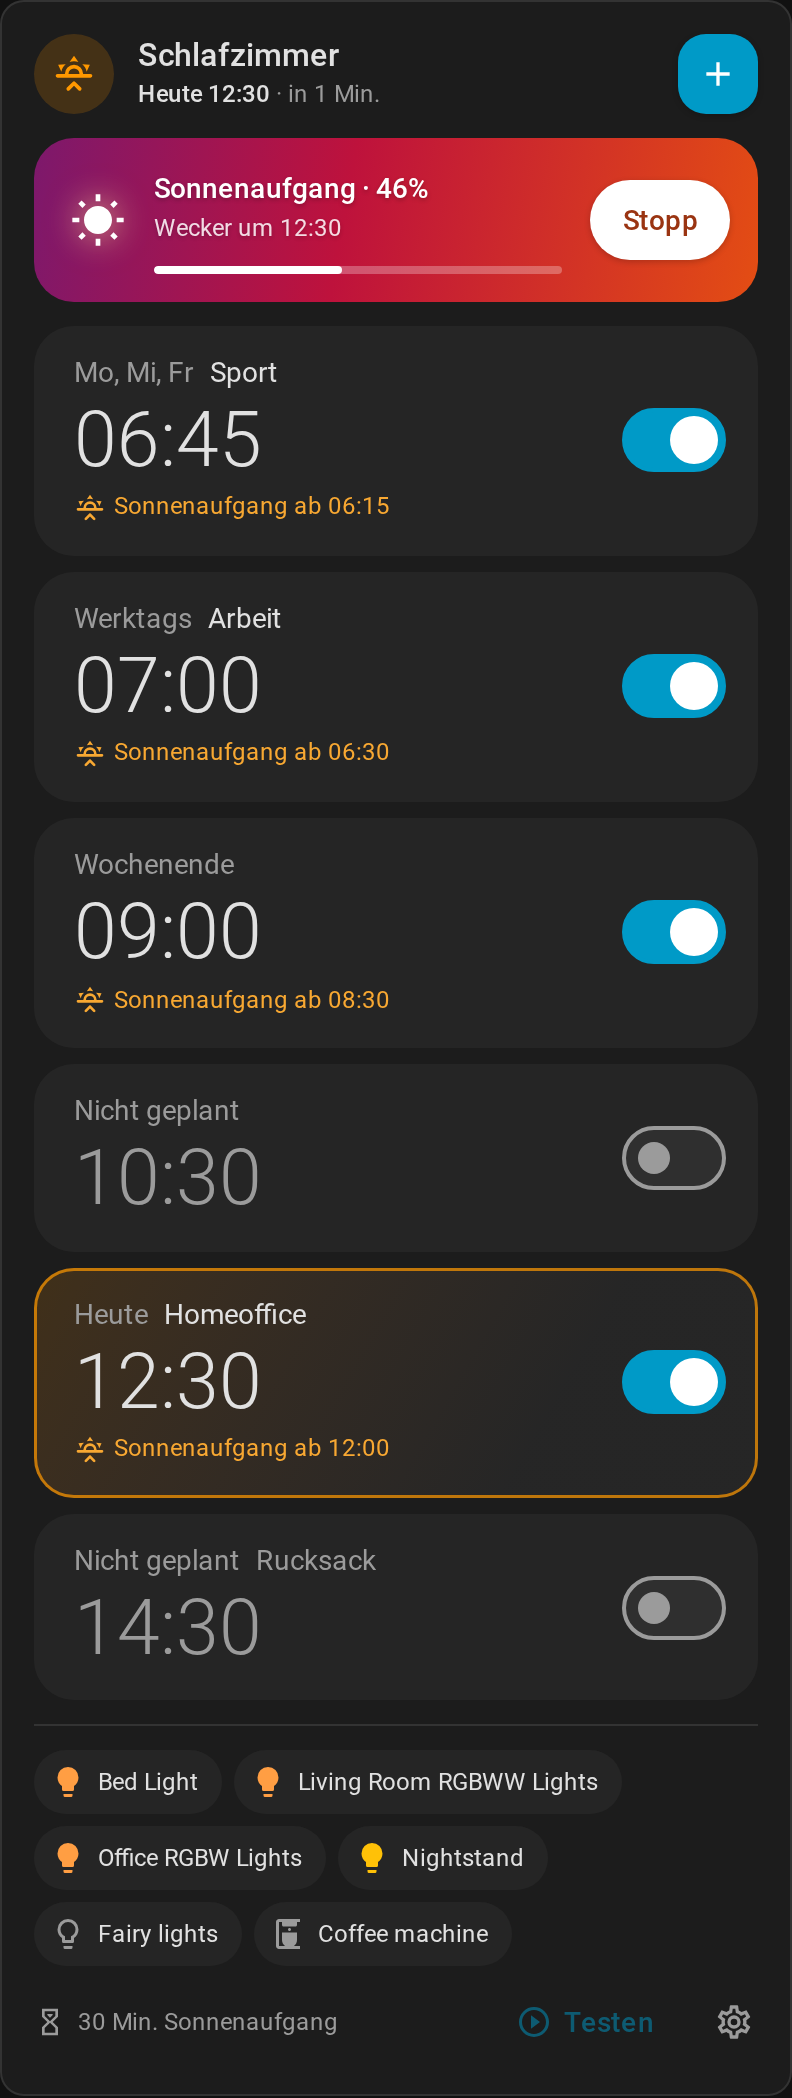 Schlafzimmer
Heute 12:30 · in 1 Min.
Sonnenaufgang · 46%
Wecker um 12:30
Stopp
Mo, Mi, Fr Sport
06:45
Sonnenaufgang ab 06:15
Werktags Arbeit
07:00
Sonnenaufgang ab 06:30
Wochenende
09:00
Sonnenaufgang ab 08:30
Nicht geplant
10:30
Heute Homeoffice
12:30
Sonnenaufgang ab 12:00
Nicht geplant Rucksack
14:30
Bed Light Living Room RGBWW Lights
Office RGBW Lights Nightstand
Fairy lights Coffee machine
30 Min. Sonnenaufgang Testen